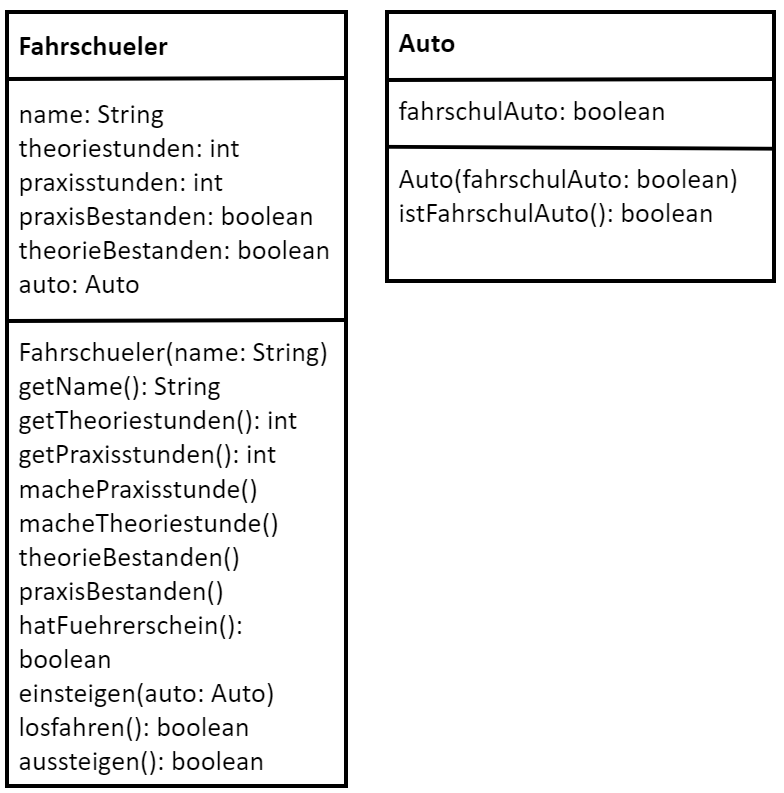 Fahrschueler
name: String
theoriestunden: int
praxisstunden: int
praxisBestanden: boolean
theorieBestanden: boolean
auto: Auto
Fahrschueler(name: String)
getName(): String
getTheoriestunden(): int
getPraxisstunden(): int
machePraxisstunde()
macheTheoriestunde()
theorieBestanden()
praxisBestanden()
hatFuehrerschein():
boolean
einsteigen(auto: Auto)
losfahren(): boolean
aussteigen(): boolean
Auto
fahrschulAuto: boolean
Auto(fahrschulAuto: boolean)
istFahrschulAuto(): boolean